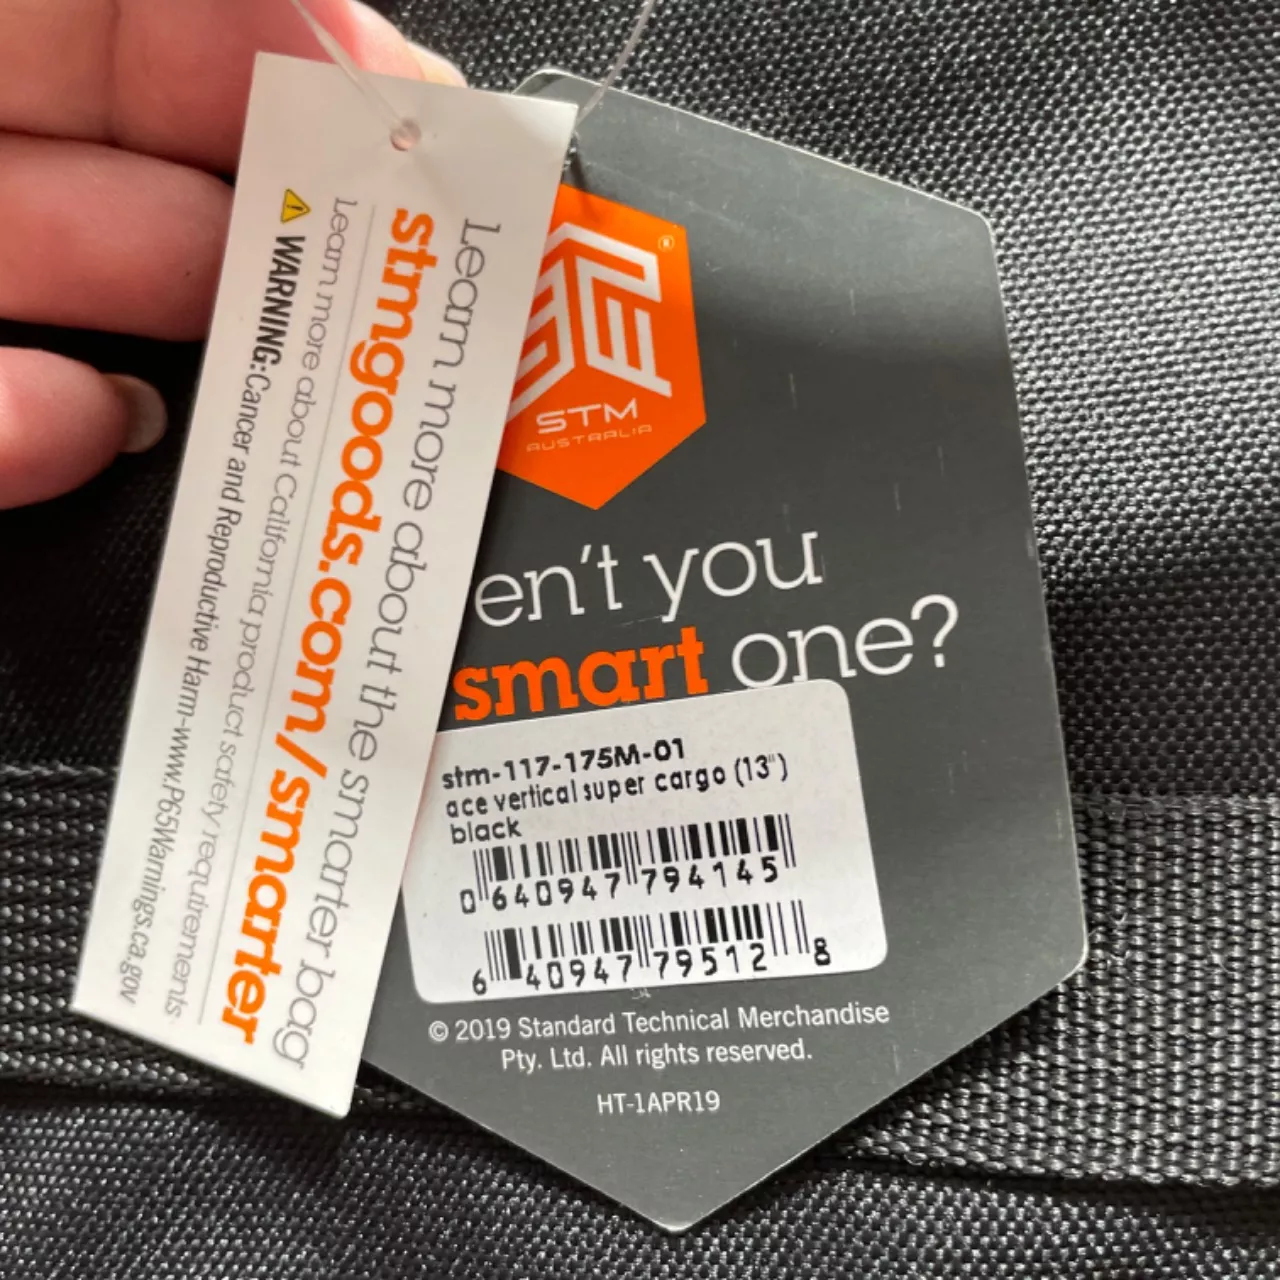 Learn more about the smarter bag
stmgoods.com/smarter
Learn more about California product safety requirements
WARNING: Cancer and Reproductive Harm-www.P65Warnings.ca.gov
®
STM
AUSTRALIA
en't you
smart one?
stm-117-175M-01
ace vertical super cargo (13")
black
0 640947 794145
6 40947 79512 8
© 2019 Standard Technical Merchandise
Pty. Ltd. All rights reserved.
HT-1APR19